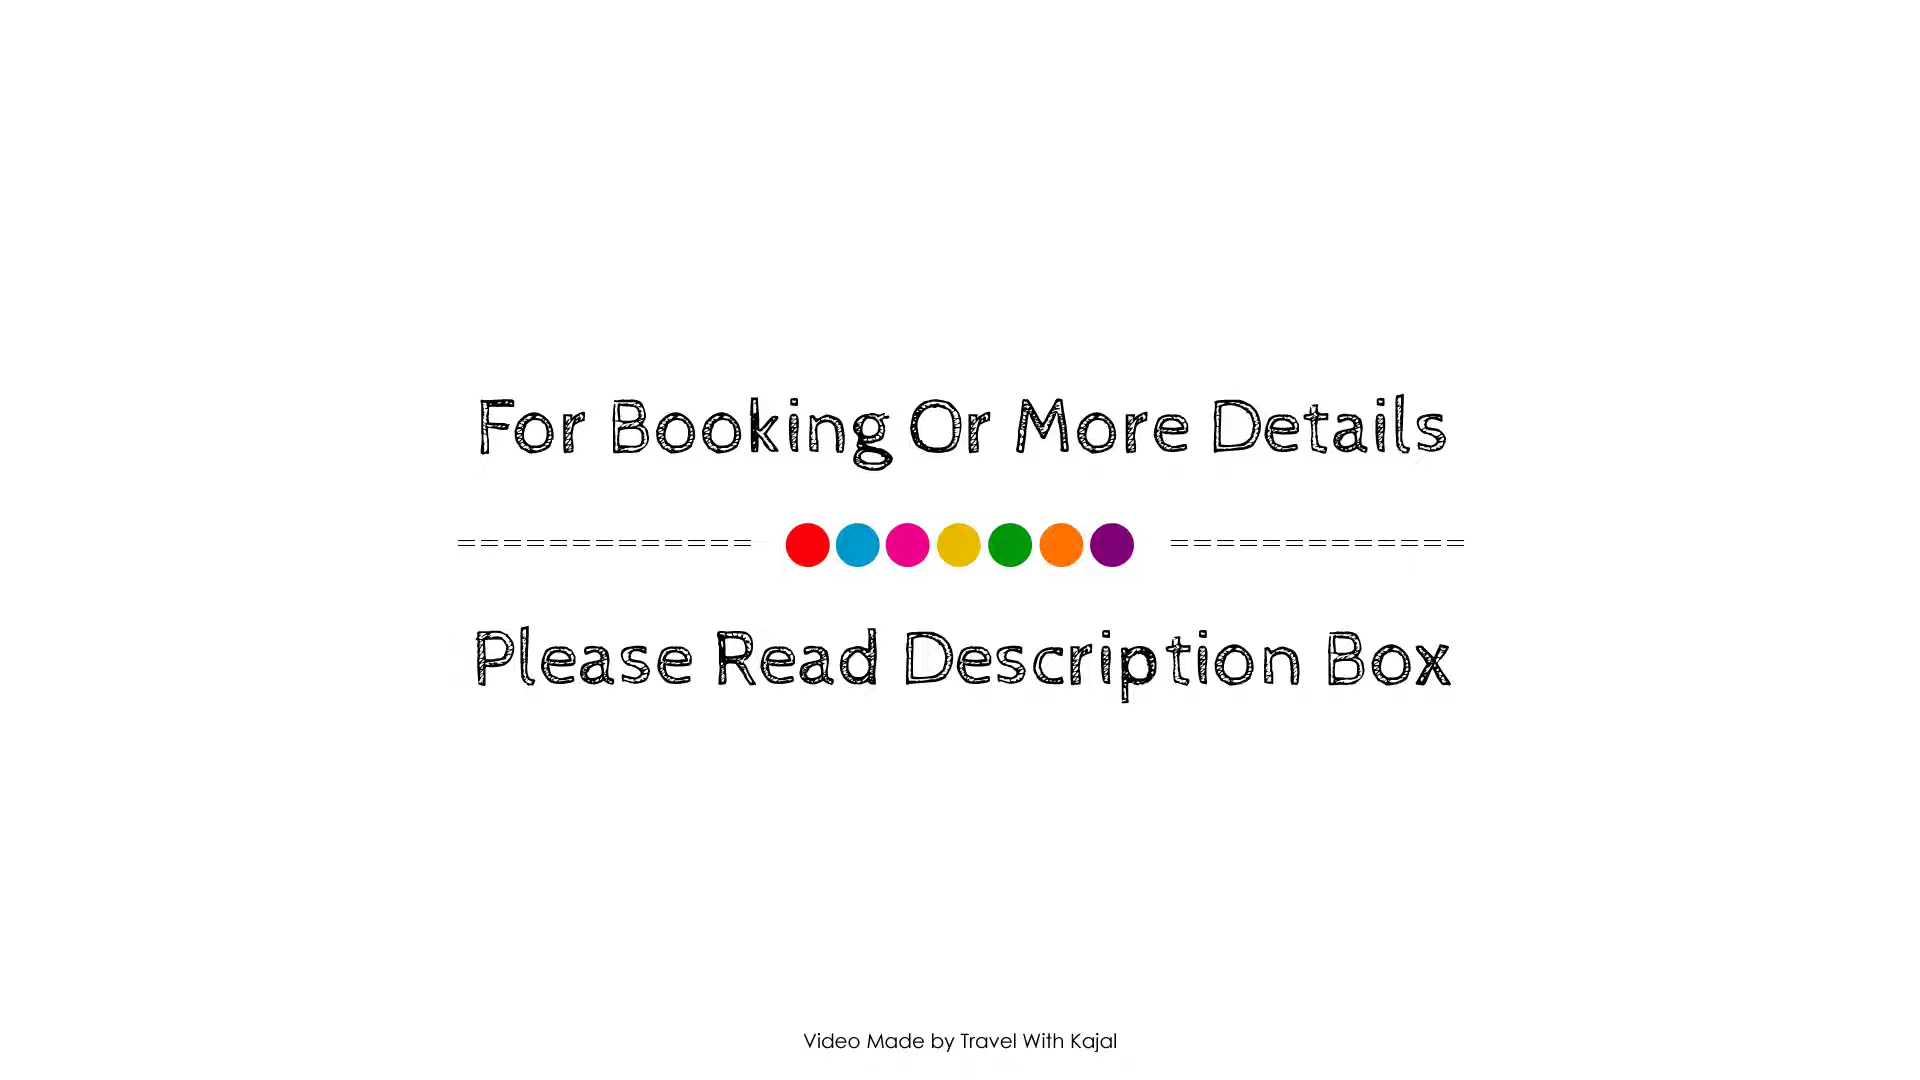 For Booking Or More Details
============= =============
Please Read Description Box
Video Made by Travel With Kajal